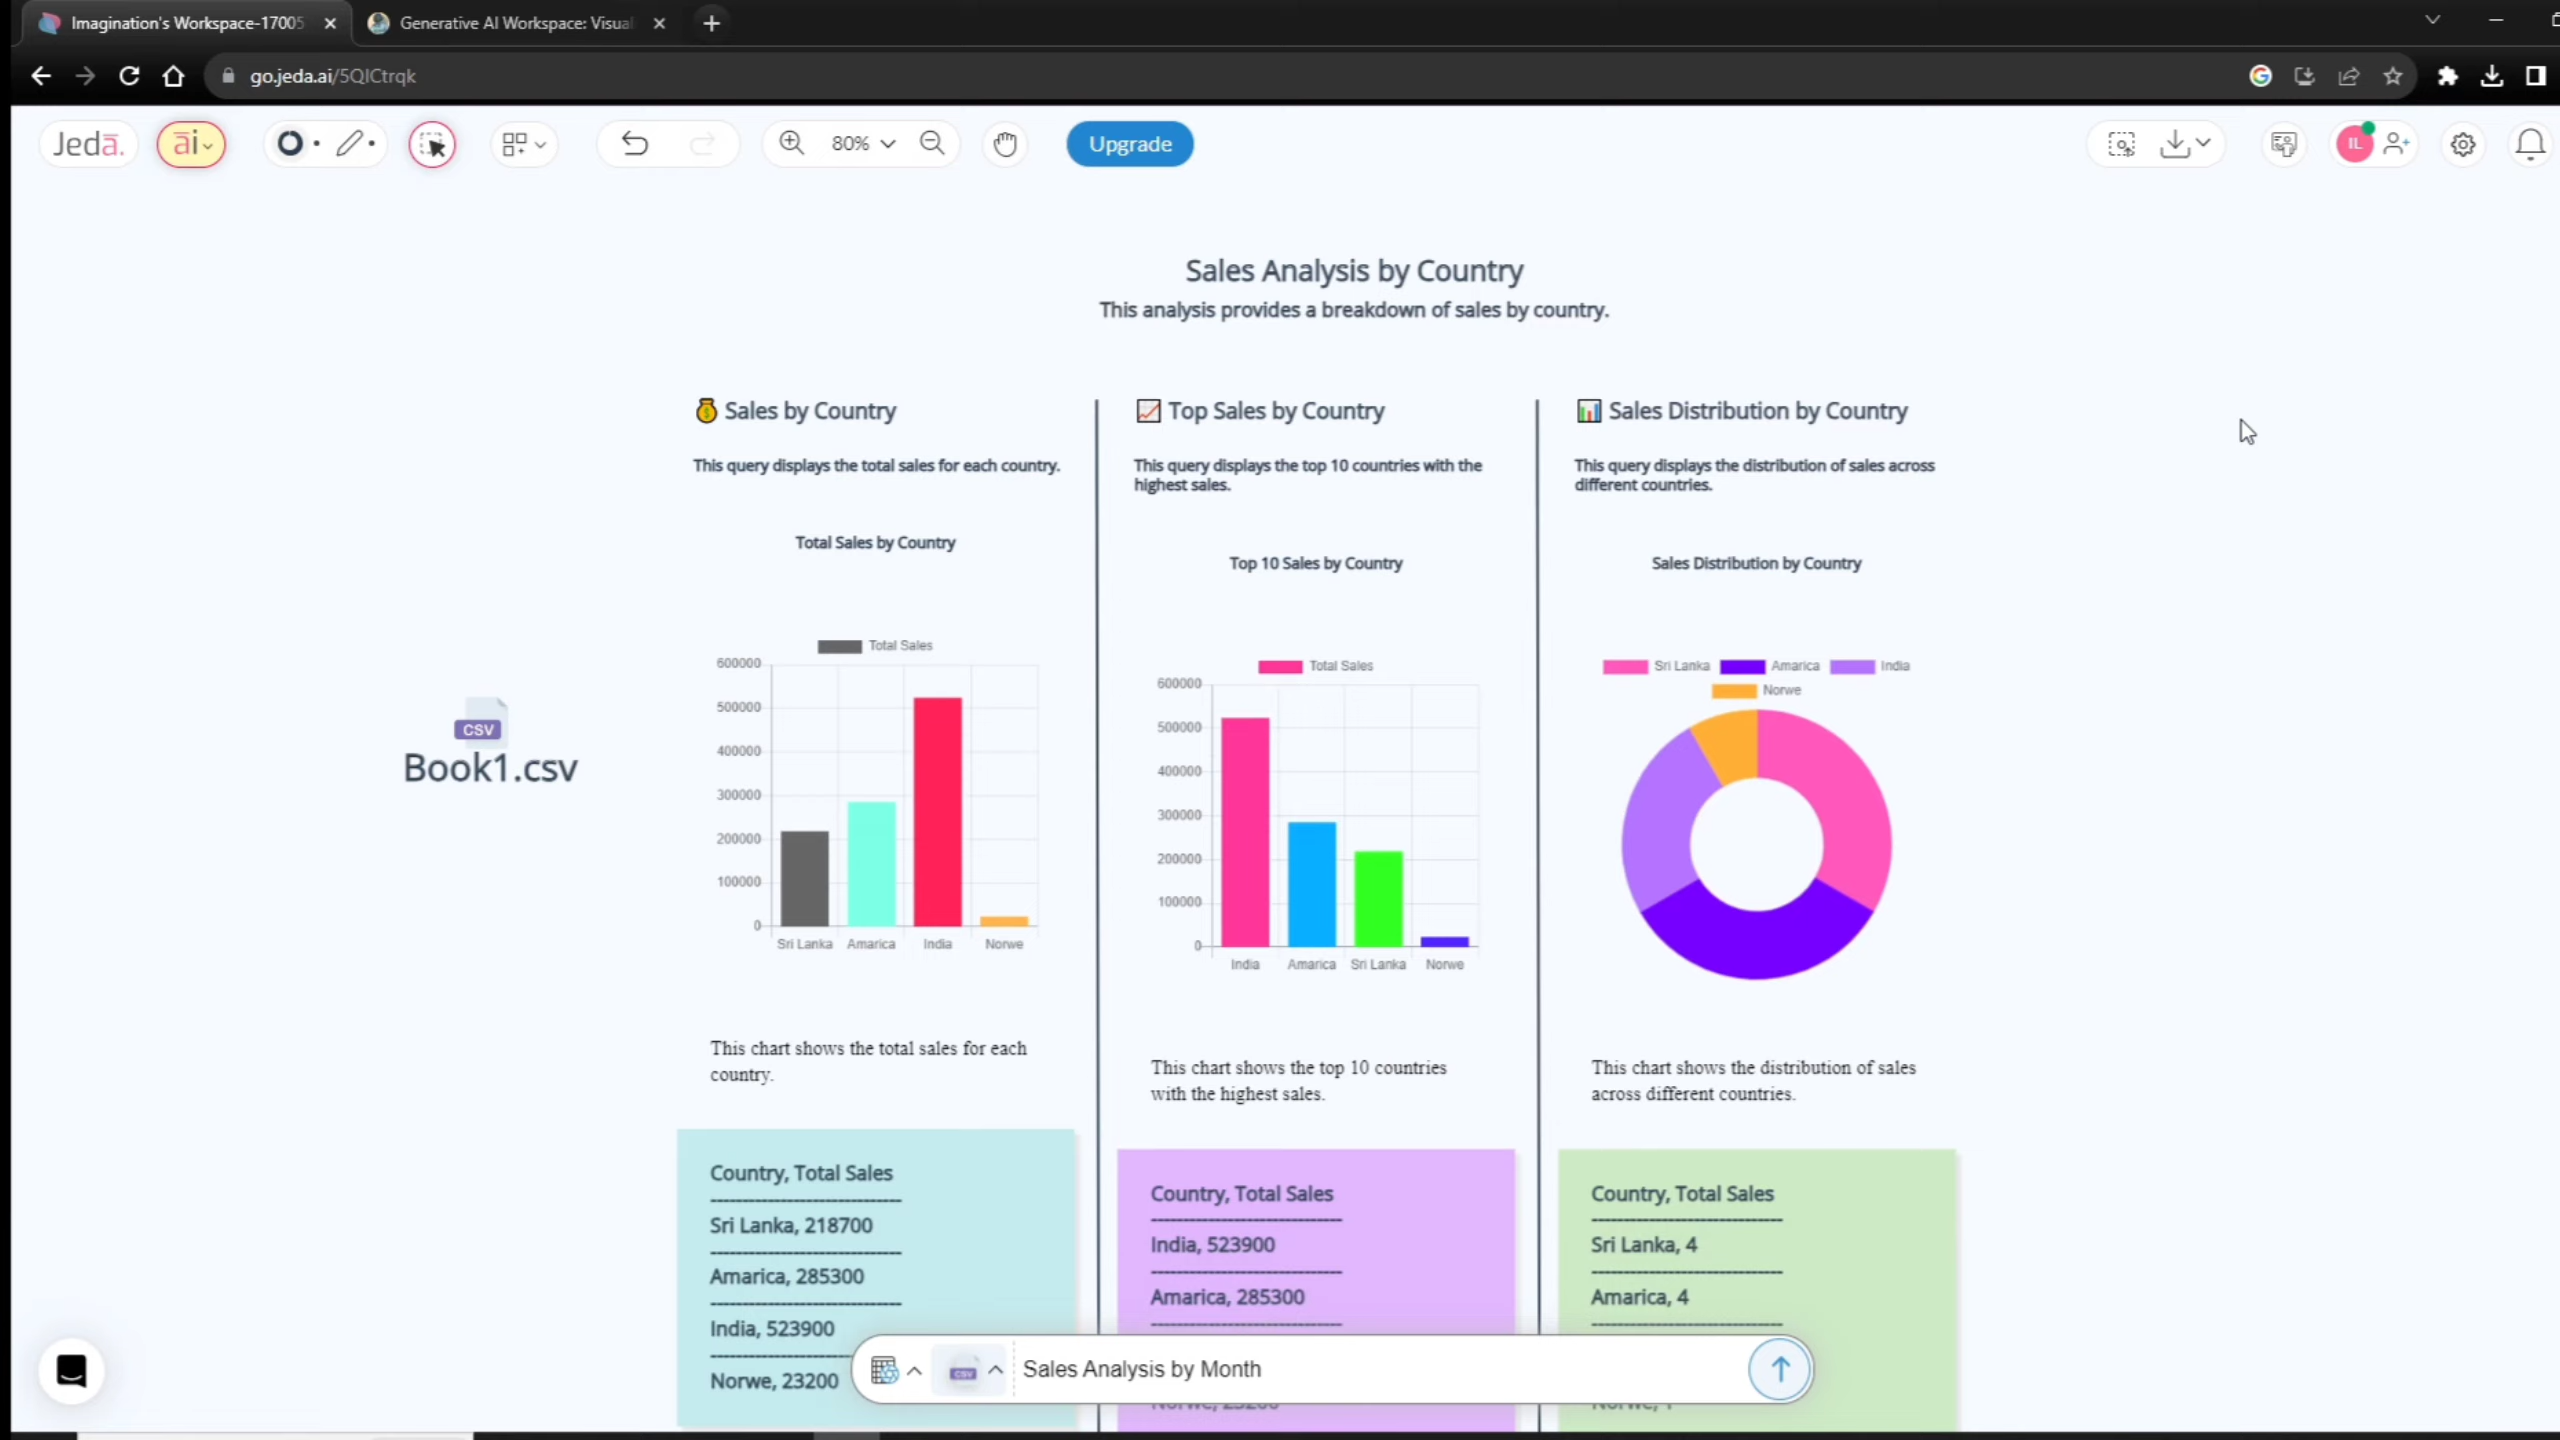 Imagination's Workspace-17005
Generative AI Workspace: Visual
go.jeda.ai/5QICtrqk
Jedā.
āi
80%
Upgrade
IL
Sales Analysis by Country
This analysis provides a breakdown of sales by country.
💰 Sales by Country
This query displays the total sales for each country.
Total Sales by Country
Total Sales
600000
500000
400000
300000
200000
100000
0
Sri Lanka Amarica India Norwe
This chart shows the total sales for each
country.
Country, Total Sales
------------------------------
Sri Lanka, 218700
------------------------------
Amarica, 285300
------------------------------
India, 523900
------------------------------
Norwe, 23200
📈 Top Sales by Country
This query displays the top 10 countries with the
highest sales.
Top 10 Sales by Country
Total Sales
600000
500000
400000
300000
200000
100000
0
India Amarica Sri Lanka Norwe
This chart shows the top 10 countries
with the highest sales.
Country, Total Sales
------------------------------
India, 523900
------------------------------
Amarica, 285300
------------------------------
📊 Sales Distribution by Country
This query displays the distribution of sales across
different countries.
Sales Distribution by Country
Sri Lanka Amarica India
Norwe
This chart shows the distribution of sales
across different countries.
Country, Total Sales
------------------------------
Sri Lanka, 4
------------------------------
Amarica, 4
------------------------------
CSV
Book1.csv
CSV
Sales Analysis by Month